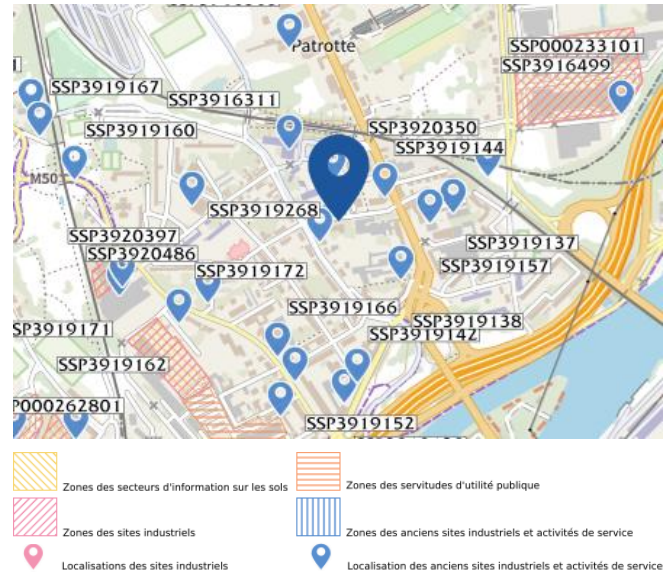 Patrotte
SSP000233101
SSP3916499
SSP3919167
SSP3916311
SSP3919160
SSP3920350
SSP3919144
M50
SSP3919268
SSP3920397
SSP3920486
SSP3919172
SSP3919137
SSP3919157
SSP3919166
SSP3919138
SSP3919142
SSP3919171
SSP3919162
P000262801
SSP3919152
Zones des secteurs d'information sur les sols
Zones des servitudes d'utilité publique
Zones des sites industriels
Zones des anciens sites industriels et activités de service
Localisations des sites industriels
Localisation des anciens sites industriels et activités de service